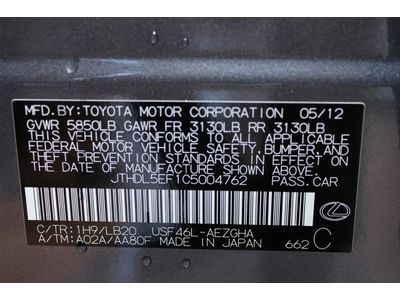 MFD.BY:TOYOTA MOTOR CORPORATION 05/12
GVWR 5850LB GAWR FR 3130LB RR 3130LB
THIS VEHICLE CONFORMS TO ALL APPLICABLE
FEDERAL MOTOR VEHICLE SAFETY, BUMPER,
AND THEFT PREVENTION STANDARDS IN EFFECT ON
THE DATE OF MANUFACTURE SHOWN ABOVE.
JTHDL5EF1C5004762 PASS.CAR
C/TR:1H9/LB20 USF46L-AEZGHA
A/TM:A02A/AA80F MADE IN JAPAN 662 C